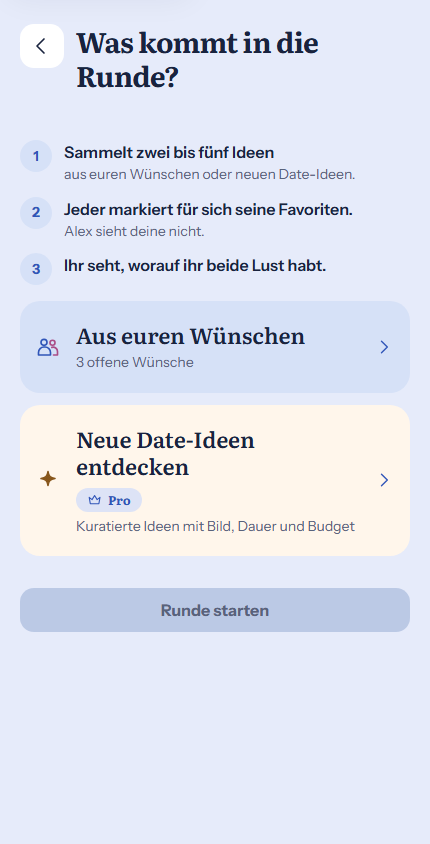 Was kommt in die
Runde?
1 Sammelt zwei bis fünf Ideen
aus euren Wünschen oder neuen Date-Ideen.
2 Jeder markiert für sich seine Favoriten.
Alex sieht deine nicht.
3 Ihr seht, worauf ihr beide Lust habt.
Aus euren Wünschen
3 offene Wünsche
Neue Date-Ideen
entdecken
Pro
Kuratierte Ideen mit Bild, Dauer und Budget
Runde starten